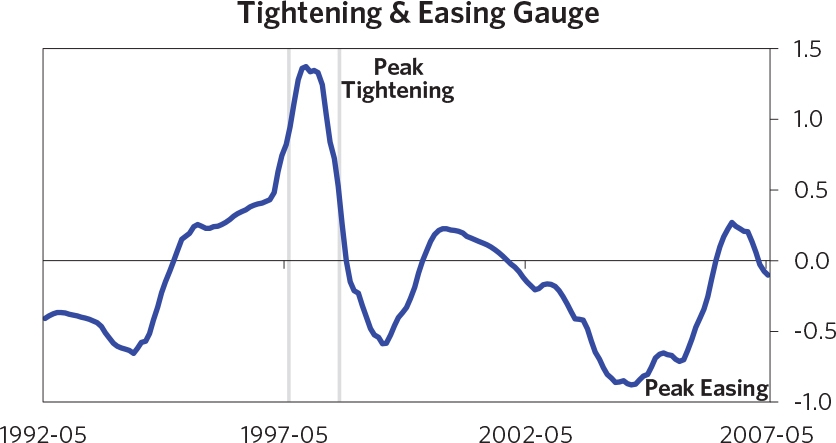 Tightening & Easing Gauge
1.5
Peak
Tightening
1.0
0.5
0.0
-0.5
Peak Easing
-1.0
1992-05 1997-05 2002-05 2007-05